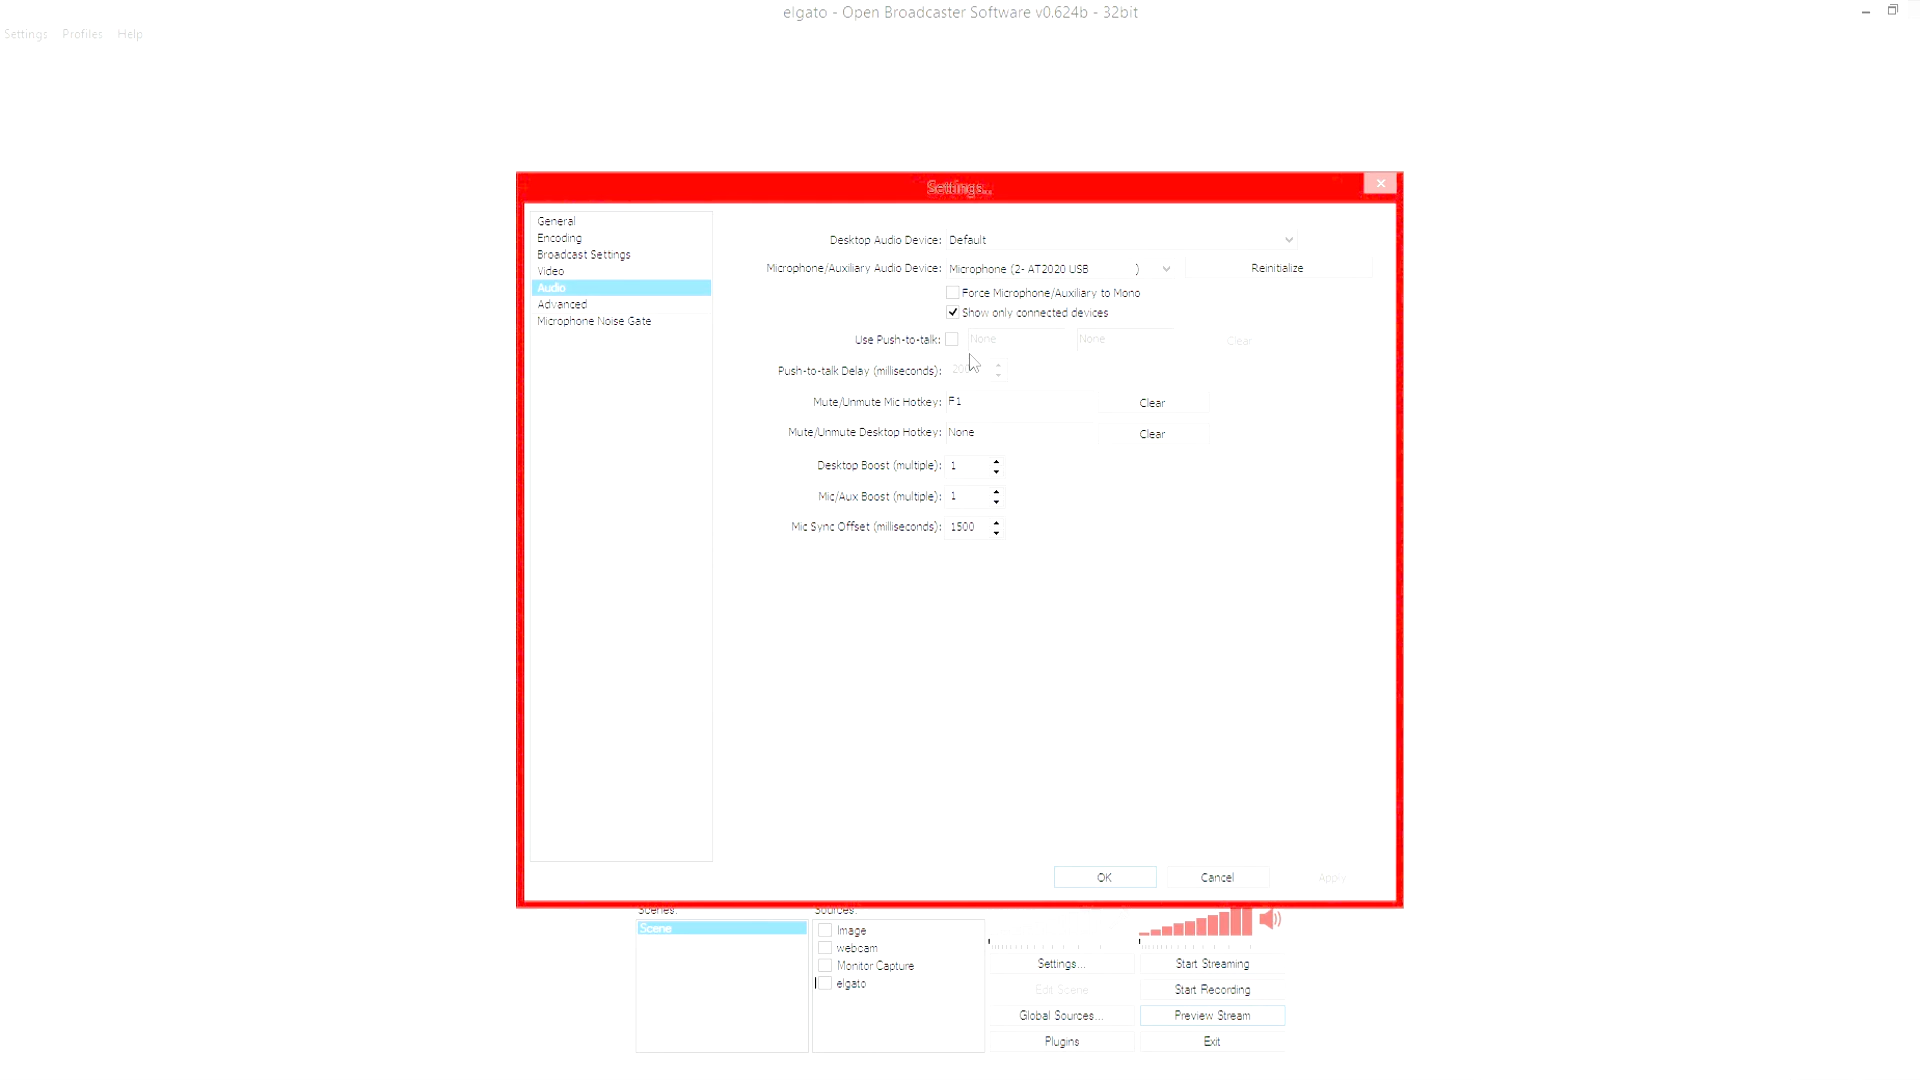 elgato - Open Broadcaster Software v0.624b - 32bit
Settings Profiles Help
Settings...
General
Encoding
Broadcast Settings
Video
Audio
Advanced
Microphone Noise Gate
Desktop Audio Device: Default
Microphone/Auxiliary Audio Device: Microphone (2- AT2020 USB ) Reinitialize
Force Microphone/Auxiliary to Mono
Show only connected devices
Use Push-to-talk: None None Clear
Push-to-talk Delay (milliseconds):
Mute/Unmute Mic Hotkey: F1 Clear
Mute/Unmute Desktop Hotkey: None Clear
Desktop Boost (multiple): 1
Mic/Aux Boost (multiple): 1
Mic Sync Offset (milliseconds): 1500
OK Cancel Apply
Scenes: Sources:
Scene
Image
webcam
Monitor Capture
elgato
Settings... Start Streaming
Edit Scene Start Recording
Global Sources... Preview Stream
Plugins Exit